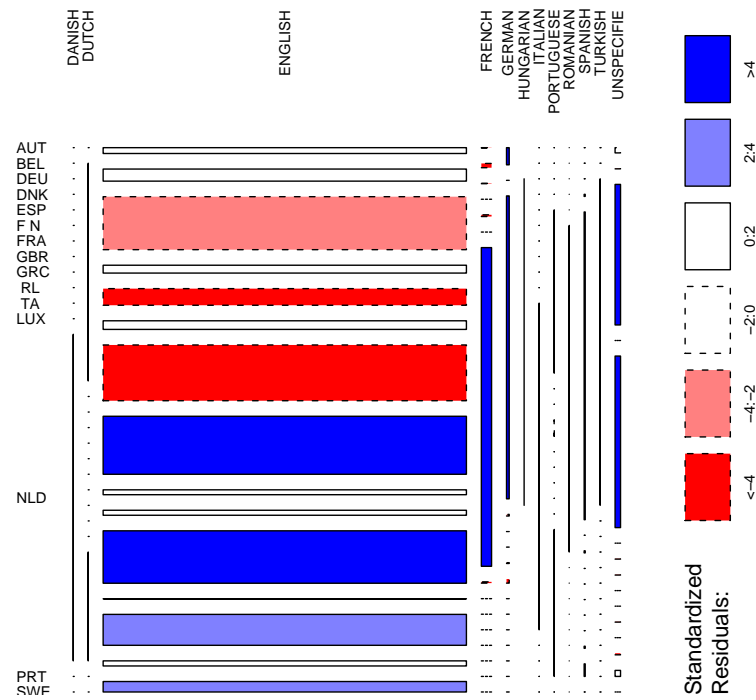 DANISH
DUTCH
ENGLISH
FRENCH
GERMAN
HUNGARIAN
ITALIAN
PORTUGUESE
ROMANIAN
SPANISH
TURKISH
UNSPECIFIE
AUT
BEL
DEU
DNK
ESP
F N
FRA
GBR
GRC
RL
TA
LUX
NLD
PRT
SWE
Standardized
Residuals:
<−4
−4:−2
−2:0
0:2
2:4
>4